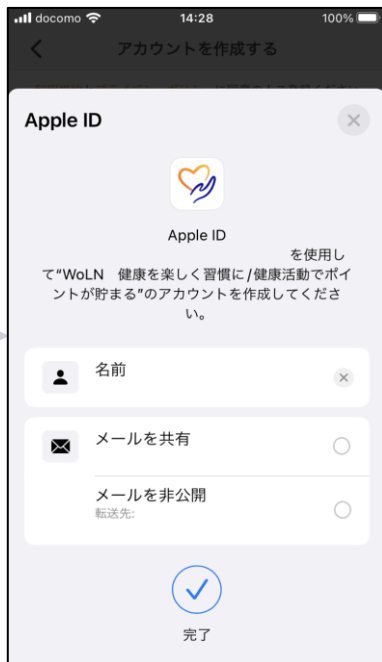 docomo 14:28 100%
アカウントを作成する
Apple ID
Apple ID
を使用し
て“WoLN　健康を楽しく習慣に/健康活動でポイ
ントが貯まる”のアカウントを作成してくださ
い。
名前
メールを共有
メールを非公開
転送先:
完了